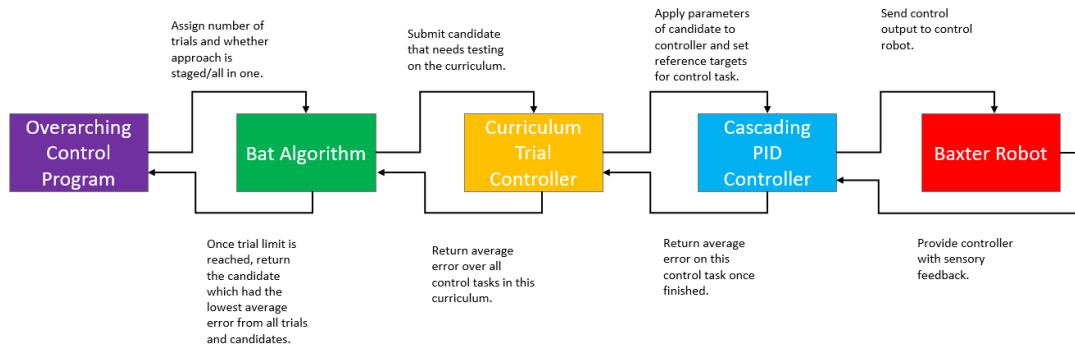 Assign number of
trials and whether
approach is
staged/all in one.
Submit candidate
that needs testing
on the curriculum.
Apply parameters
of candidate to
controller and set
reference targets
for control task.
Send control
output to control
robot.
Overarching
Control
Program
Bat Algorithm
Curriculum
Trial
Controller
Cascading
PID
Controller
Baxter Robot
Once trial limit is
reached, return
the candidate
which had the
lowest average
error from all trials
and candidates.
Return average
error over all
control tasks in this
curriculum.
Return average
error on this
control task once
finished.
Provide controller
with sensory
feedback.